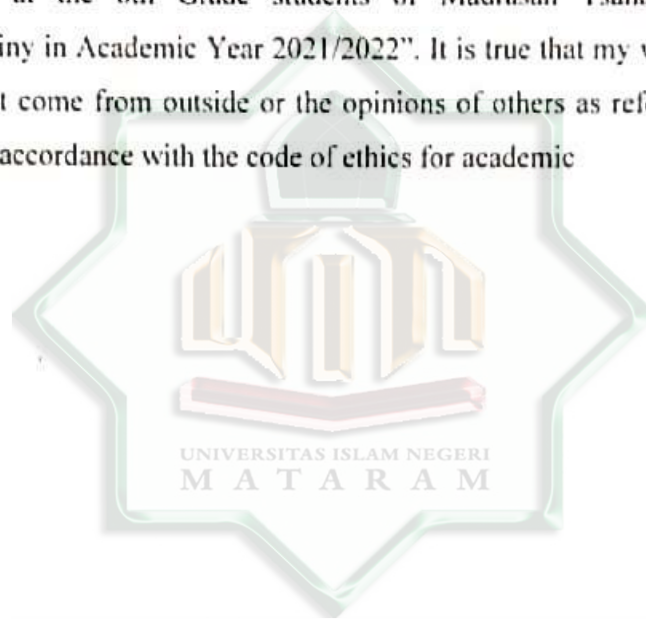 at the 8th Grade students of Madrasah
iny in Academic Year 2021/2022”. It is true that my
t come from outside or the opinions of others as
accordance with the code of ethics for academic
UNIVERSITAS ISLAM NEGERI
MATARAM